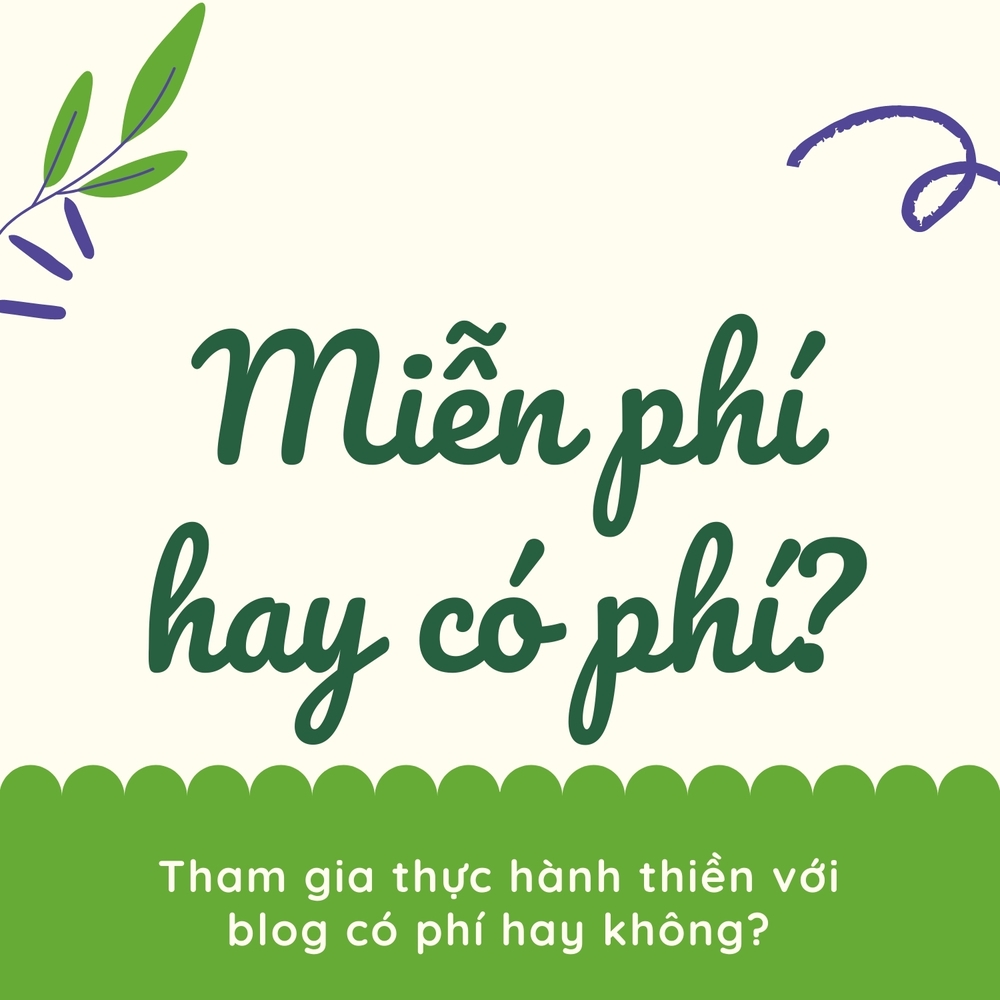 Miễn phí
hay có phí?
Tham gia thực hành thiền với
blog có phí hay không?